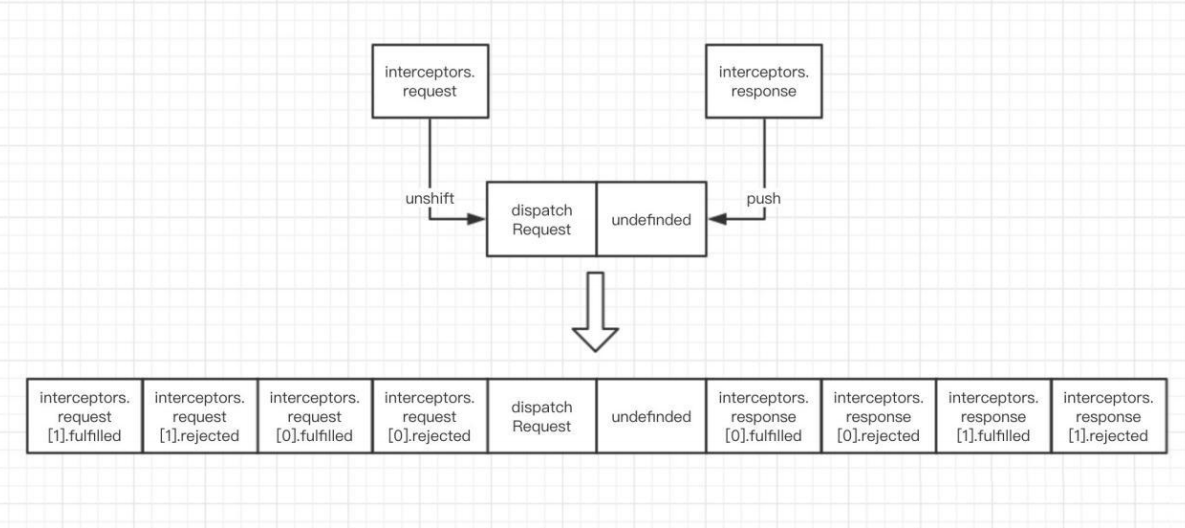 interceptors.
request
interceptors.
response
unshift
push
dispatch
Request
undefinded
interceptors.
request
[1].fulfilled
interceptors.
request
[1].rejected
interceptors.
request
[0].fulfilled
interceptors.
request
[0].rejected
dispatch
Request
undefinded
interceptors.
response
[0].fulfilled
interceptors.
response
[0].rejected
interceptors.
response
[1].fulfilled
interceptors.
response
[1].rejected